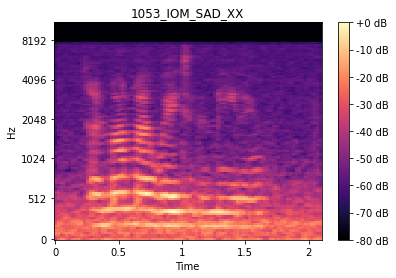 1053_IOM_SAD_XX
8192
4096
2048
1024
512
0
Hz
0
0.5
1
1.5
2
Time
+0 dB
-10 dB
-20 dB
-30 dB
-40 dB
-50 dB
-60 dB
-70 dB
-80 dB